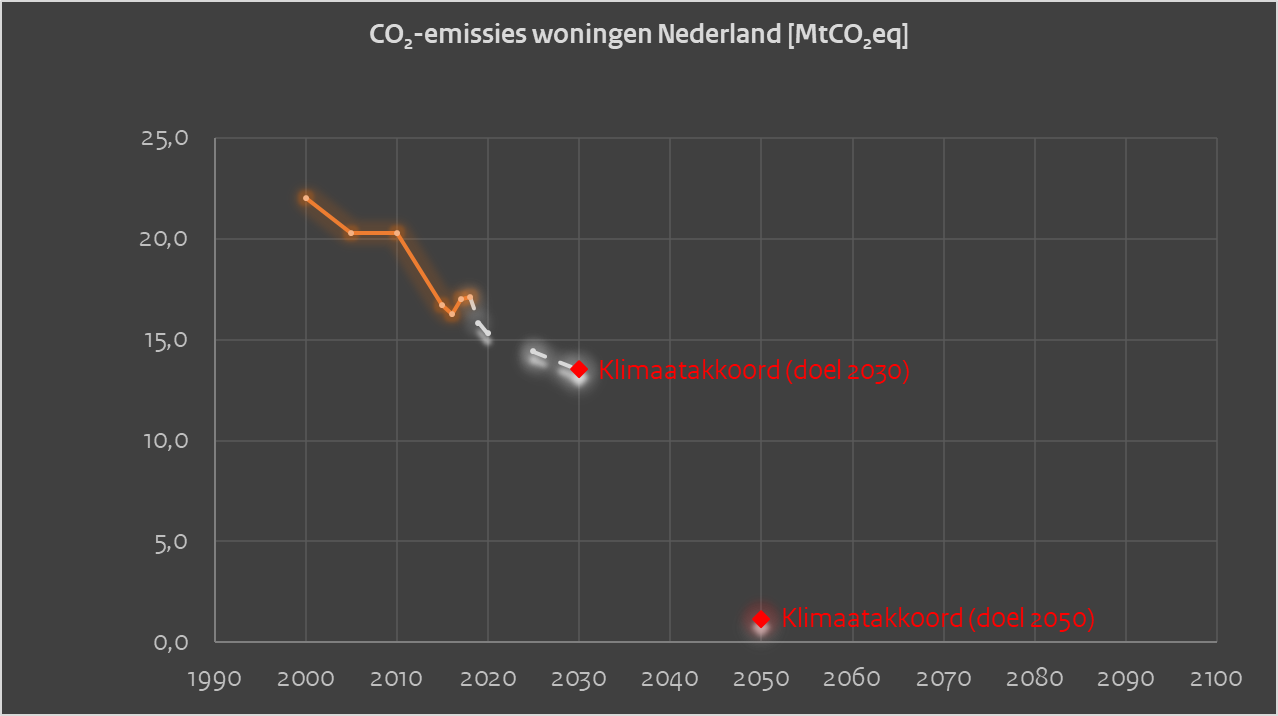 CO₂-emissies woningen Nederland [MtCO₂eq]
25,0
20,0
15,0
10,0
5,0
0,0
Klimaatakkoord (doel 2030)
Klimaatakkoord (doel 2050)
1990 2000 2010 2020 2030 2040 2050 2060 2070 2080 2090 2100